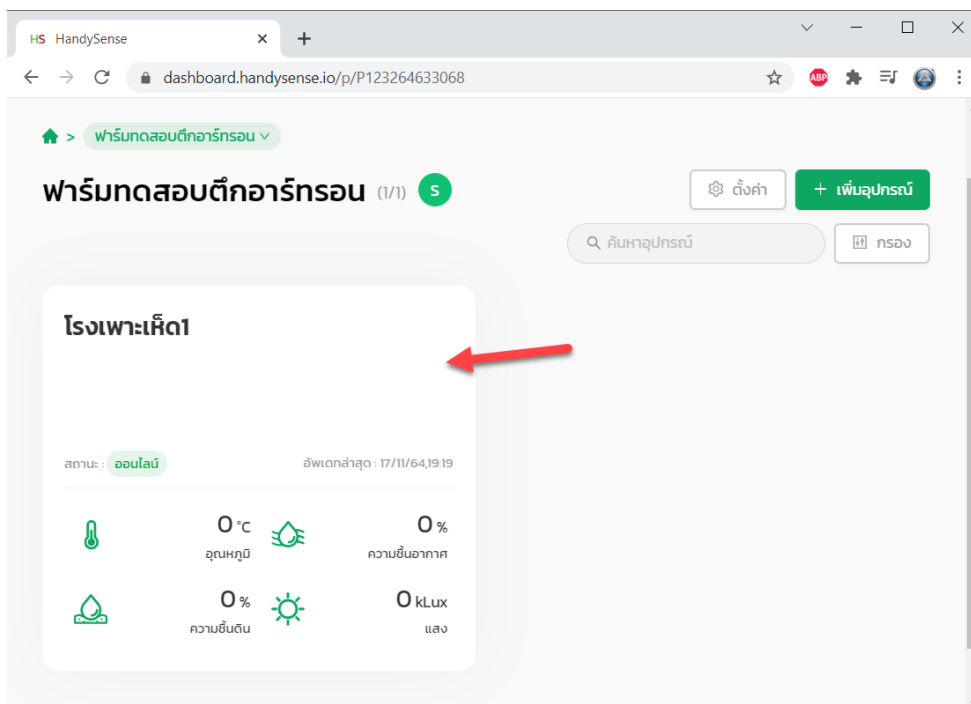 HS HandySense
dashboard.handysense.io/p/P123264633068
ABP
> ฟาร์มทดสอบตึกอาร์ทรอน
ฟาร์มทดสอบตึกอาร์ทรอน (1/1) S
ตั้งค่า
+ เพิ่มอุปกรณ์
ค้นหาอุปกรณ์
กรอง
โรงเพาะเห็ด1
สถานะ : ออนไลน์
อัพเดทล่าสุด : 17/11/64,19:19
0 °C
อุณหภูมิ
0 %
ความชื้นอากาศ
0 %
ความชื้นดิน
0 kLux
แสง